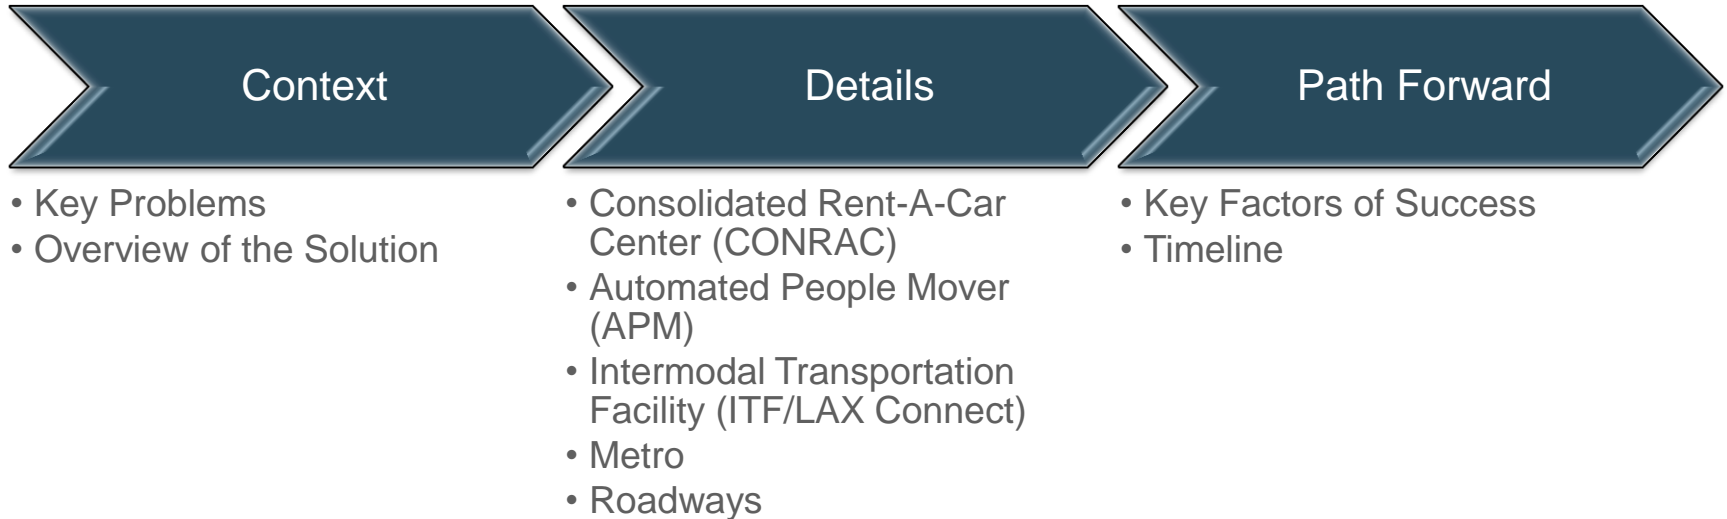 Context
• Key Problems
• Overview of the Solution
Details
• Consolidated Rent-A-Car
Center (CONRAC)
• Automated People Mover
(APM)
• Intermodal Transportation
Facility (ITF/LAX Connect)
• Metro
• Roadways
Path Forward
• Key Factors of Success
• Timeline